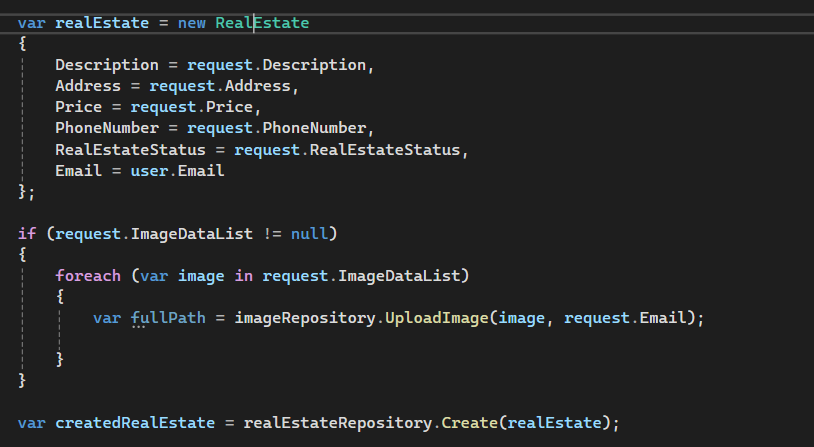 var realEstate = new RealEstate
{
    Description = request.Description,
    Address = request.Address,
    Price = request.Price,
    PhoneNumber = request.PhoneNumber,
    RealEstateStatus = request.RealEstateStatus,
    Email = user.Email
};

if (request.ImageDataList != null)
{
    foreach (var image in request.ImageDataList)
    {
        var fullPath = imageRepository.UploadImage(image, request.Email);

    }
}

var createdRealEstate = realEstateRepository.Create(realEstate);